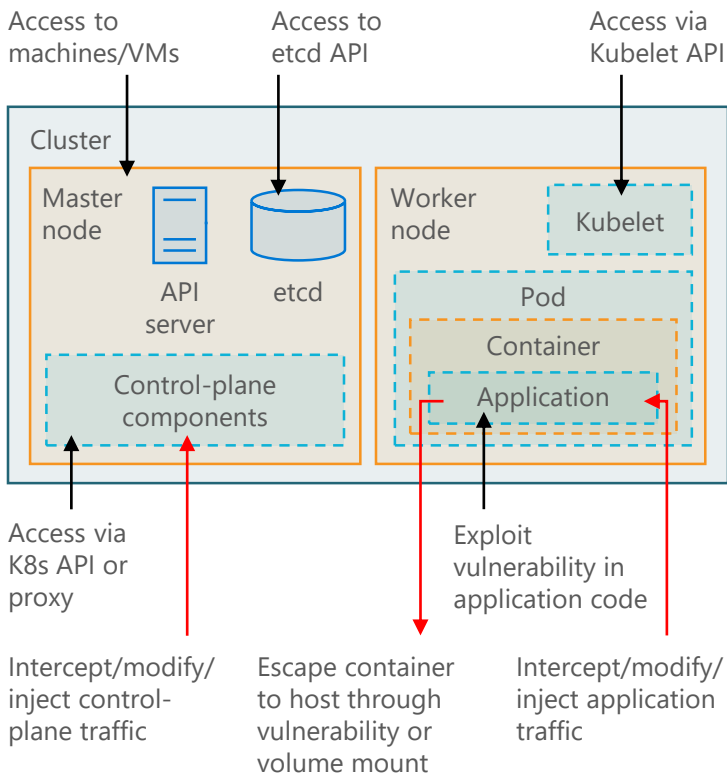 Access to
machines/VMs
Access to
etcd API
Access via
Kubelet API
Cluster
Master
node
API
server
etcd
Control-plane
components
Worker
node
Kubelet
Pod
Container
Application
Access via
K8s API or
proxy
Exploit
vulnerability in
application code
Intercept/modify/
inject control-
plane traffic
Escape container
to host through
vulnerability or
volume mount
Intercept/modify/
inject application
traffic